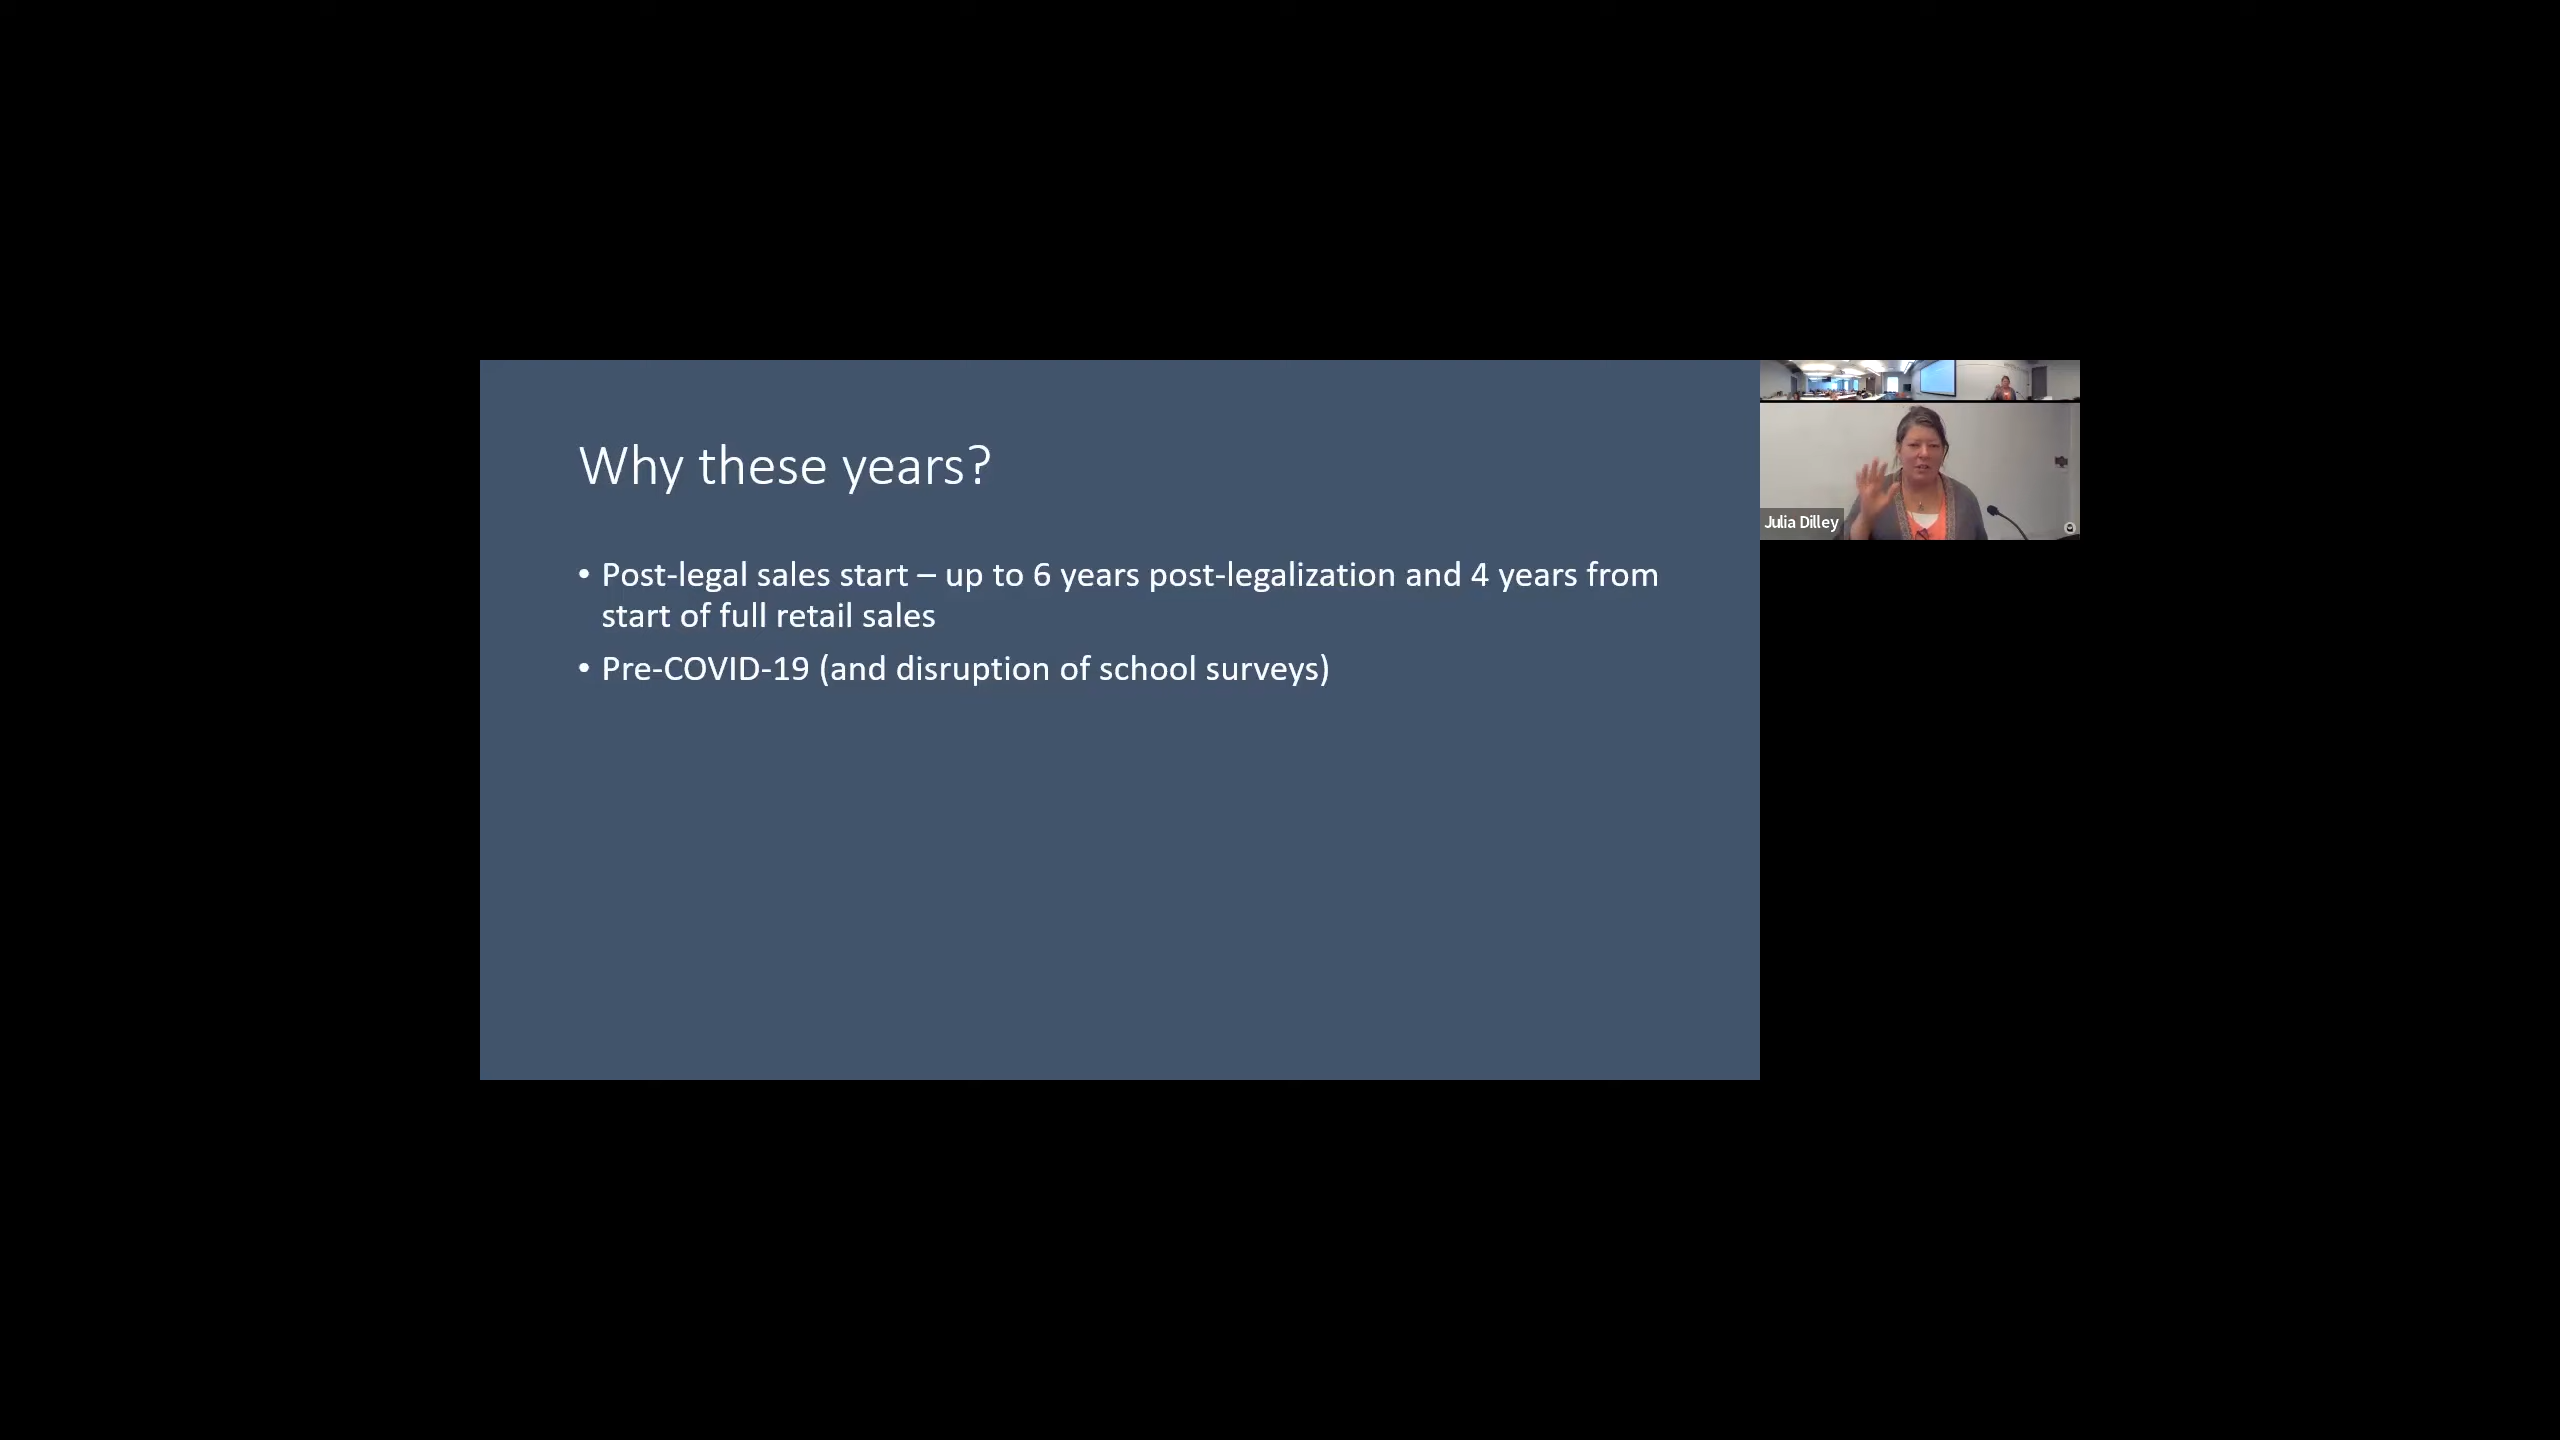 Why these years?
• Post-legal sales start – up to 6 years post-legalization and 4 years from
start of full retail sales
• Pre-COVID-19 (and disruption of school surveys)
Julia Dilley